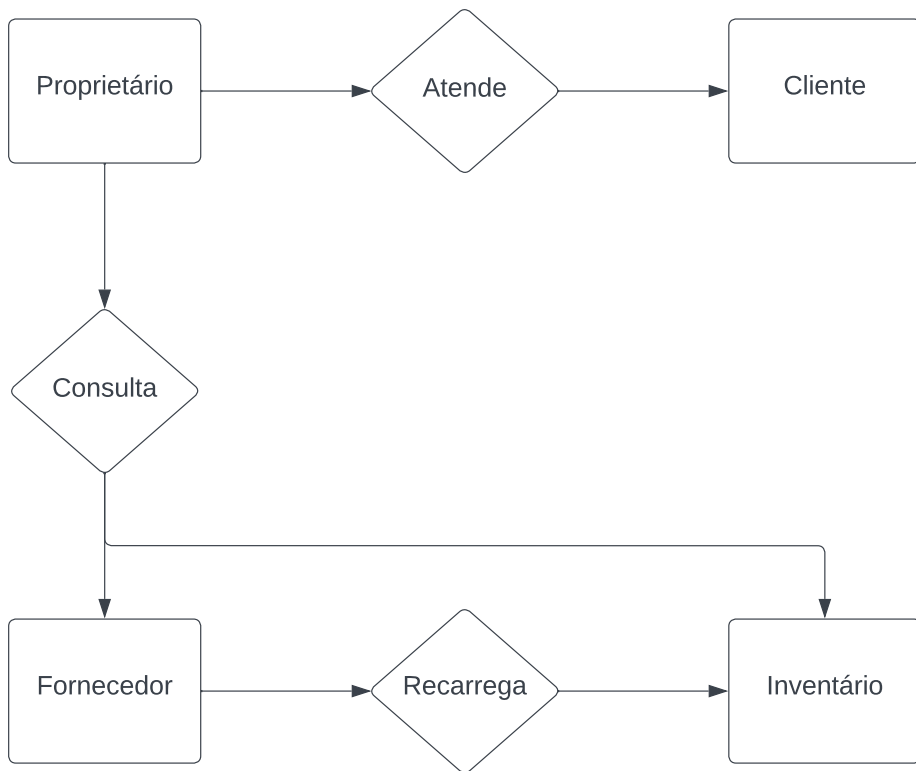 Proprietário
Atende
Cliente
Consulta
Fornecedor
Recarrega
Inventário